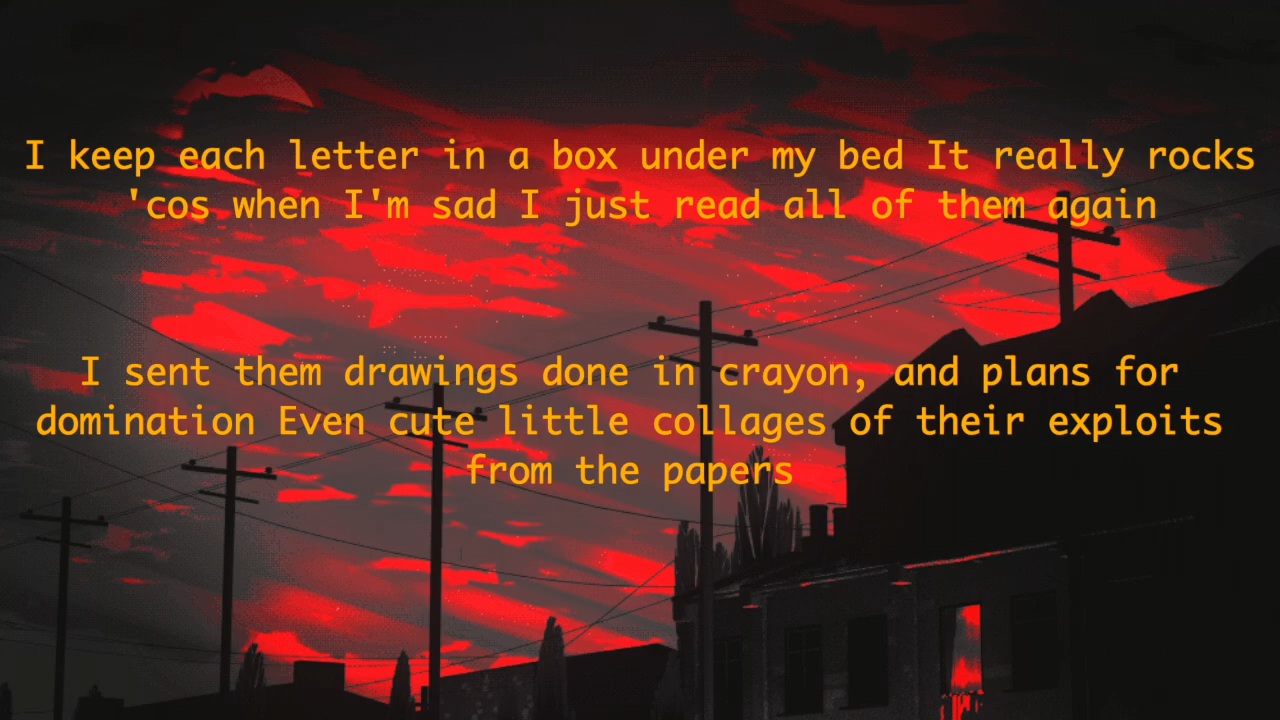 I keep each letter in a box under my bed It really rocks
'cos when I'm sad I just read all of them again
I sent them drawings done in crayon, and plans for
domination Even cute little collages of their exploits
from the papers